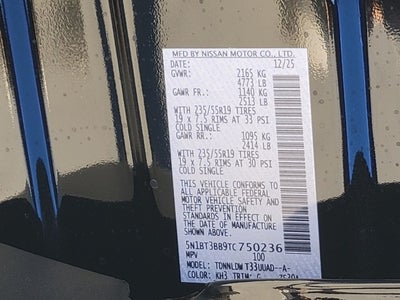 MFD BY NISSAN MOTOR CO., LTD.
DATE: 12/25
GVWR: 2165 KG
4773 LB
GAWR FR.: 1140 KG
2513 LB
WITH 235/55R19 TIRES
19 x 7.5 RIMS AT 33 PSI
COLD SINGLE
GAWR RR.: 1095 KG
2414 LB
WITH 235/55R19 TIRES
19 x 7.5 RIMS AT 30 PSI
COLD SINGLE
THIS VEHICLE CONFORMS TO
ALL APPLICABLE FEDERAL
MOTOR VEHICLE SAFETY AND
THEFT PREVENTION
STANDARDS IN EFFECT ON
THE DATE OF MANUFACTURE
SHOWN ABOVE.
5N1BT3BB9TC750236
MPV 100
MODEL: TDNNLDW T33UUAD--A-
COLOR: KH3 TRIM: G